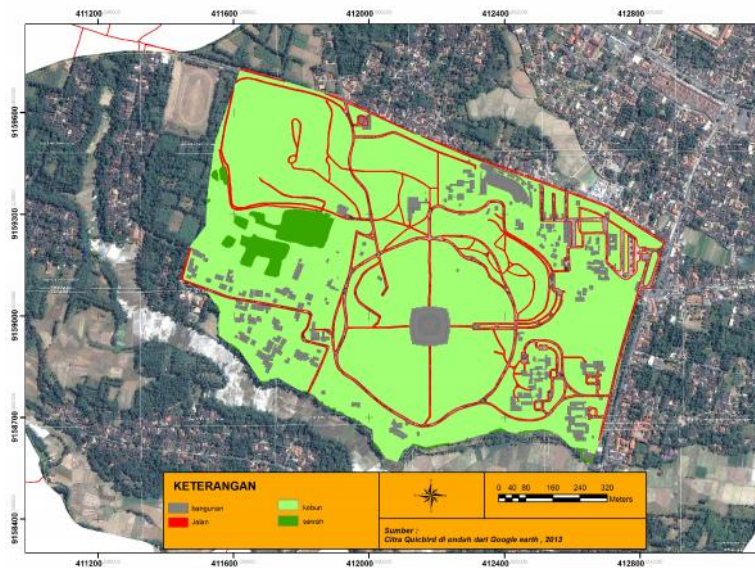 411200 411600 412000 412400 412800
9159600
9159300
9159000
9158700
9158400
KETERANGAN
bangunan
Jalan
kebun
sawah
0 40 80 160 240 320
Meters
Sumber :
Citra Quicbird di unduh dari Google earth , 2013
411200 411600 412000 412400 412800